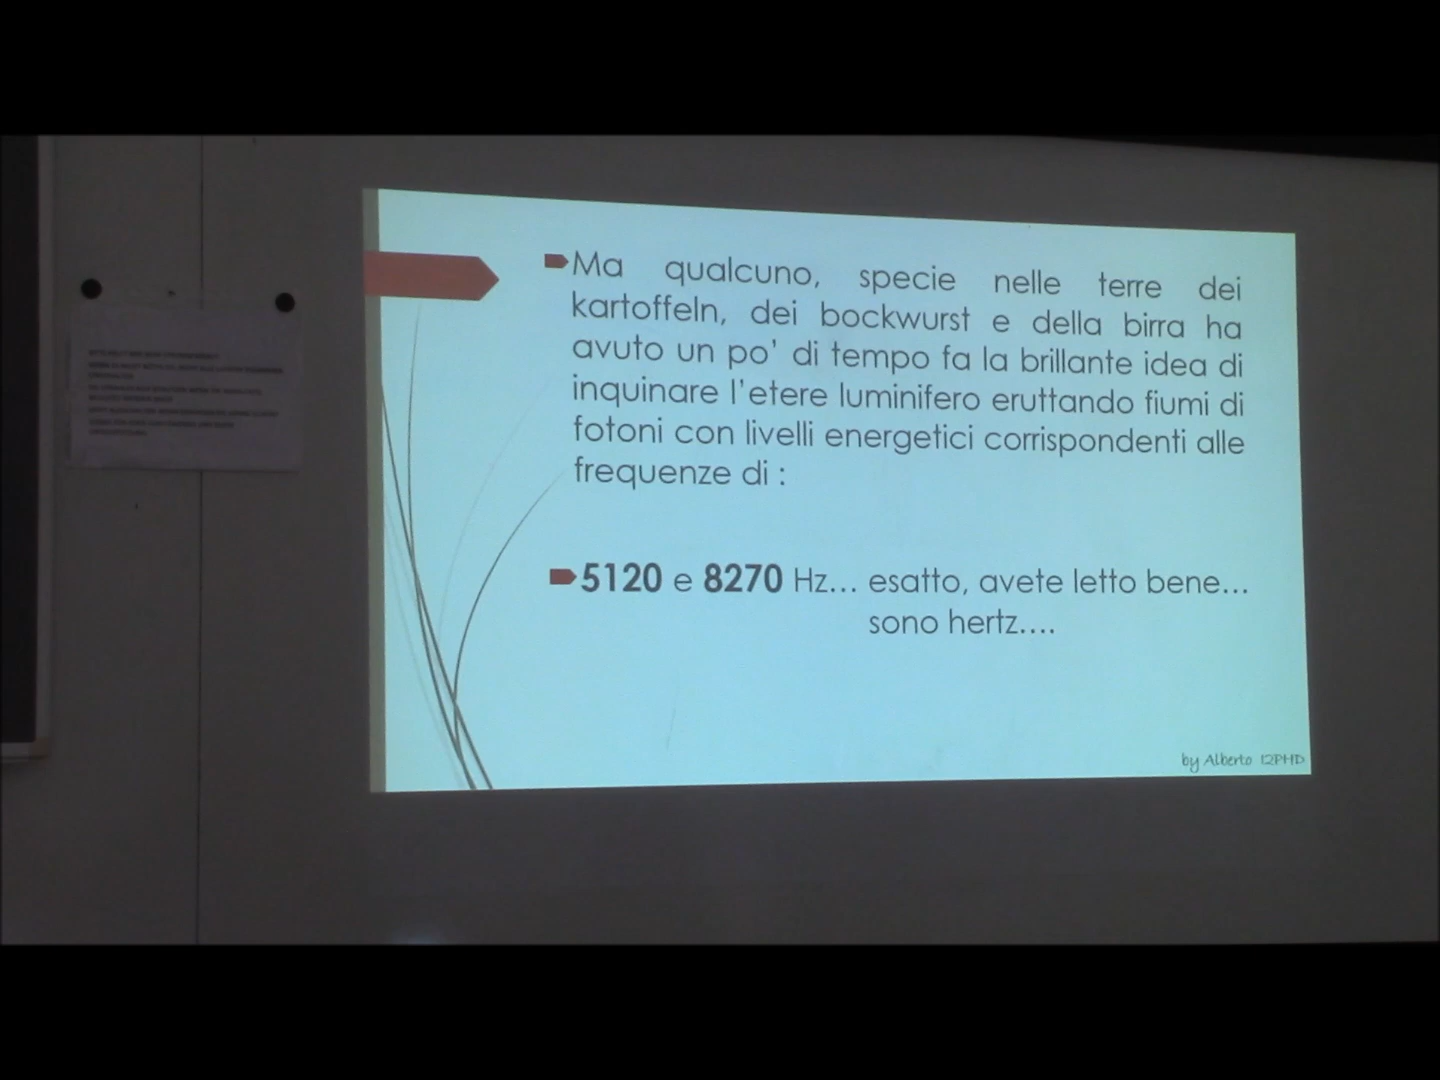 Ma qualcuno, specie nelle terre dei
kartoffeln, dei bockwurst e della birra ha
avuto un po' di tempo fa la brillante idea di
inquinare l'etere luminifero eruttando fiumi di
fotoni con livelli energetici corrispondenti alle
frequenze di :
5120 e 8270 Hz... esatto, avete letto bene...
sono hertz....
by Alberto I2PHD